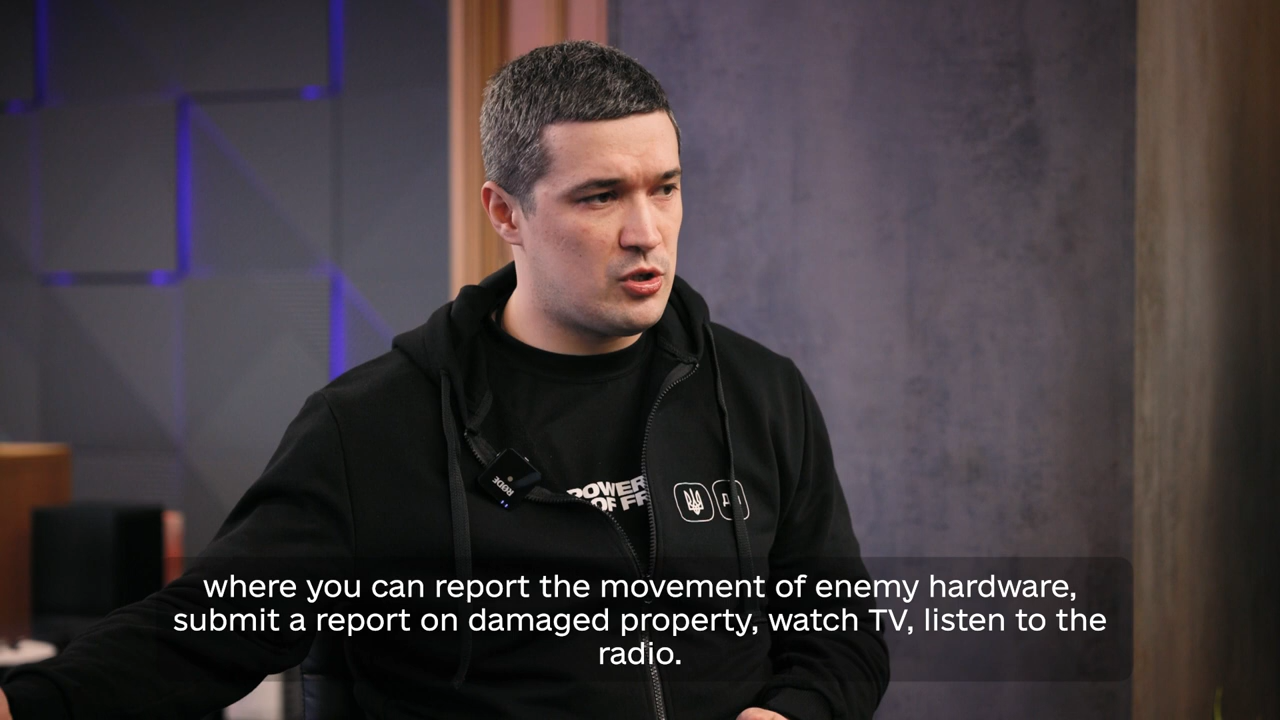 RØDE
POWER
OF FR
where you can report the movement of enemy hardware,
submit a report on damaged property, watch TV, listen to the
radio.